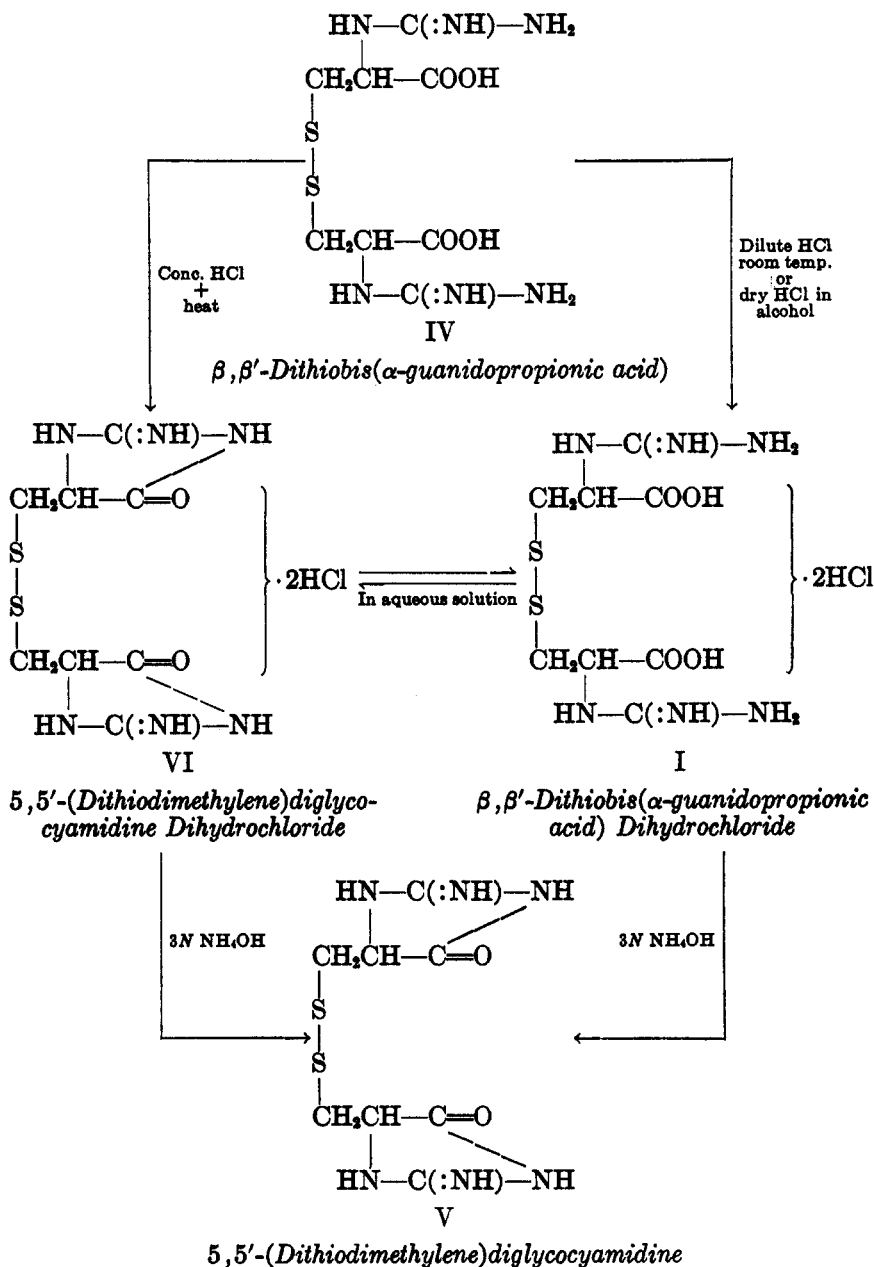 HN—C(:NH)—NH₂
CH₂CH—COOH
S
S
CH₂CH—COOH
HN—C(:NH)—NH₂
IV
β,β′-Dithiobis(α-guanidopropionic acid)
Conc. HCl
+
heat
Dilute HCl
room temp.
or
dry HCl in
alcohol
HN—C(:NH)—NH
CH₂CH—C=O
S
S
CH₂CH—C=O
HN—C(:NH)—NH
·2HCl
VI
5,5′-(Dithiodimethylene)diglyco-
cyamidine Dihydrochloride
In aqueous solution
HN—C(:NH)—NH₂
CH₂CH—COOH
S
S
CH₂CH—COOH
HN—C(:NH)—NH₂
·2HCl
I
β,β′-Dithiobis(α-guanidopropionic
acid) Dihydrochloride
3N NH₄OH
3N NH₄OH
HN—C(:NH)—NH
CH₂CH—C=O
S
S
CH₂CH—C=O
HN—C(:NH)—NH
V
5,5′-(Dithiodimethylene)diglycocyamidine